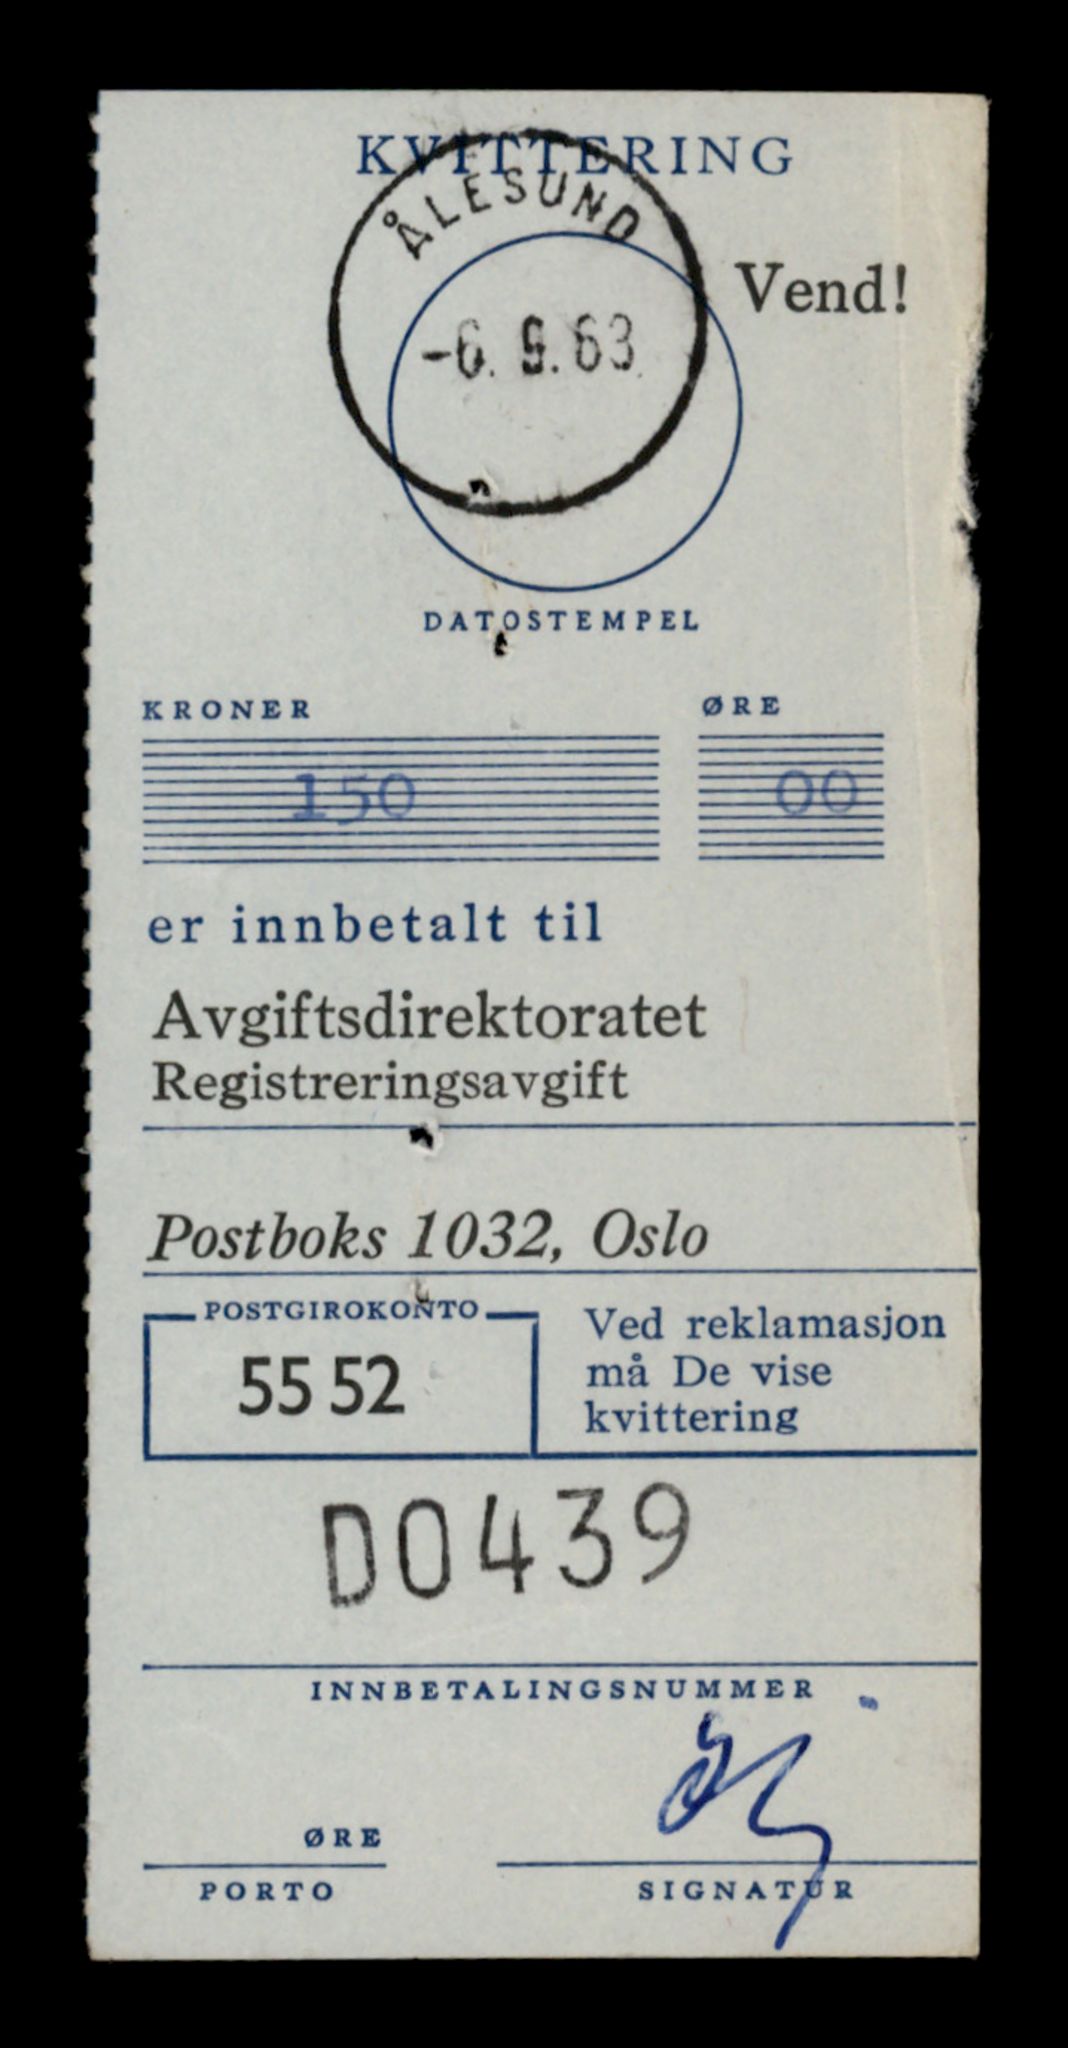 KVITTERING
ÅLESUND
Vend!
-6. 9. 63
DATOSTEMPEL
KRONER ØRE
150 00
er innbetalt til
Avgiftsdirektoratet
Registreringsavgift
Postboks 1032, Oslo
POSTGIROKONTO
55 52
Ved reklamasjon
må De vise
kvittering
D0439
INNBETALINGSNUMMER
ØRE
PORTO
SIGNATUR